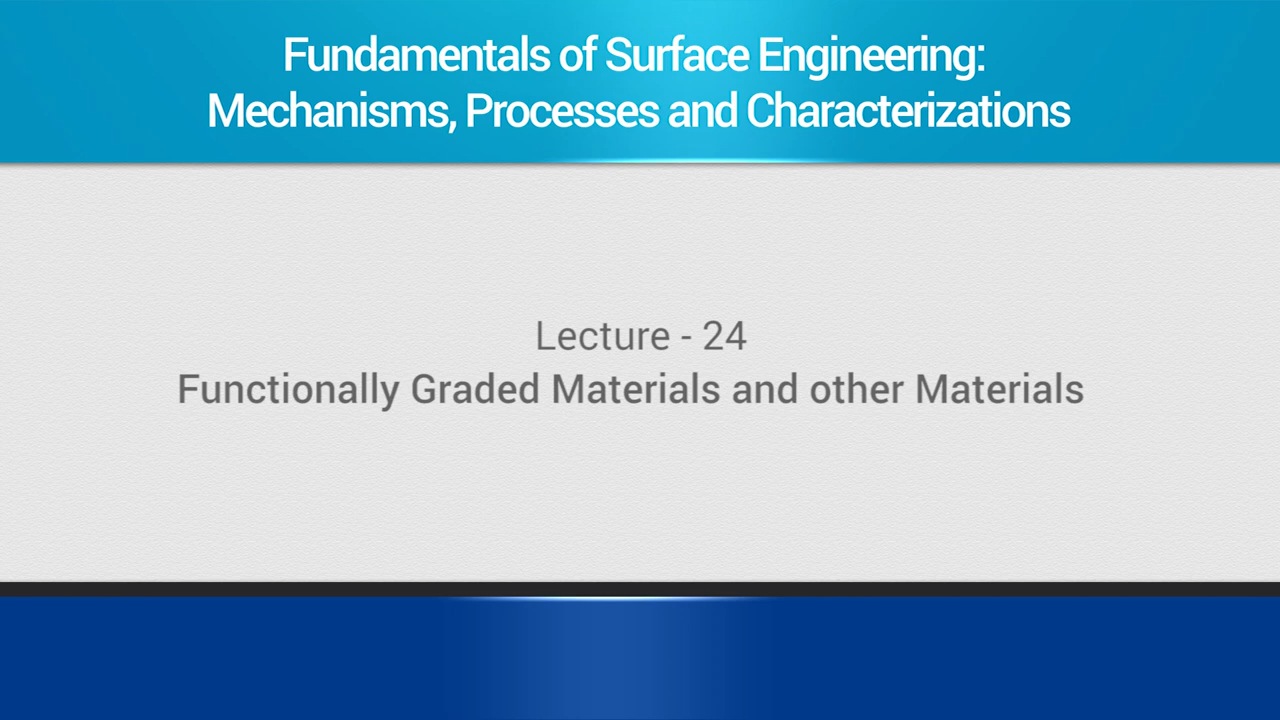 Fundamentals of Surface Engineering:
Mechanisms, Processes and Characterizations
Lecture - 24
Functionally Graded Materials and other Materials